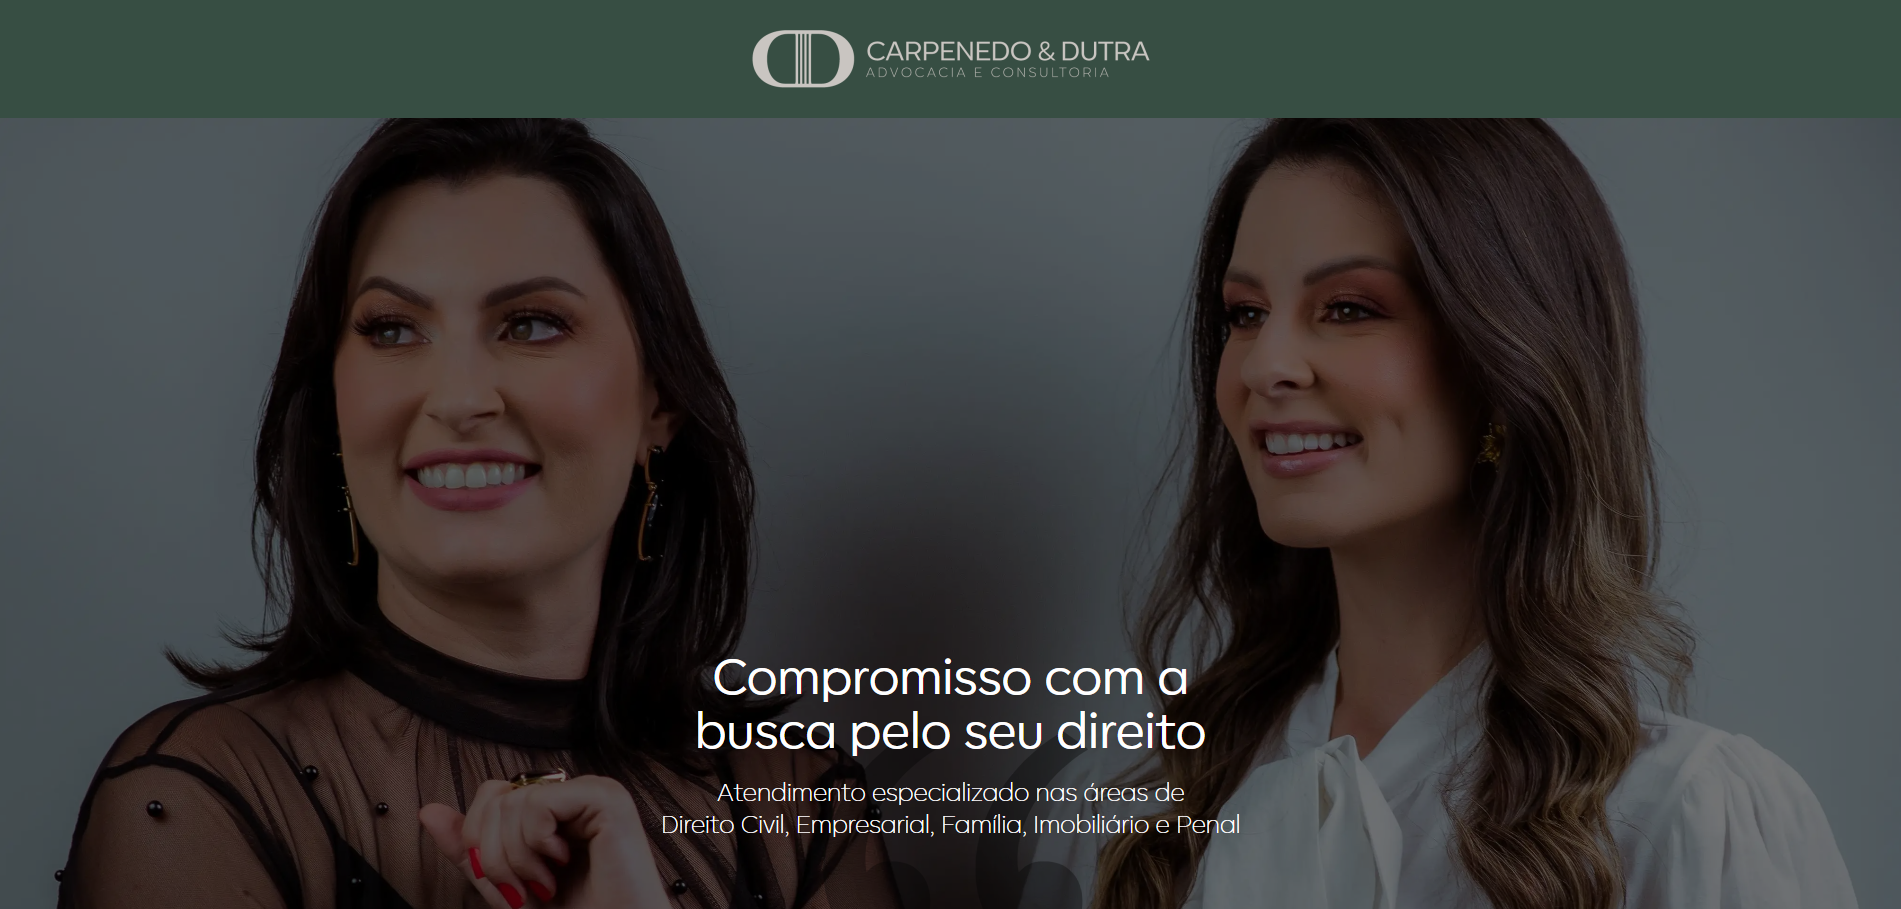 CARPENEDO & DUTRA
ADVOCACIA E CONSULTORIA
Compromisso com a
busca pelo seu direito
Atendimento especializado nas áreas de
Direito Civil, Empresarial, Família, Imobiliário e Penal